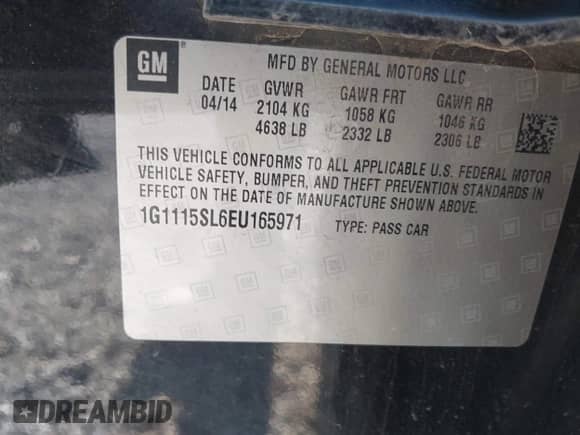 GM
MFD BY GENERAL MOTORS LLC
DATE GVWR GAWR FRT GAWR RR
04/14 2104 KG 1058 KG 1046 KG
4638 LB 2332 LB 2306 LB
THIS VEHICLE CONFORMS TO ALL APPLICABLE U.S. FEDERAL MOTOR
VEHICLE SAFETY, BUMPER, AND THEFT PREVENTION STANDARDS IN
EFFECT ON THE DATE OF MANUFACTURE SHOWN ABOVE.
1G1115SL6EU165971 TYPE: PASS CAR
DREAMBID